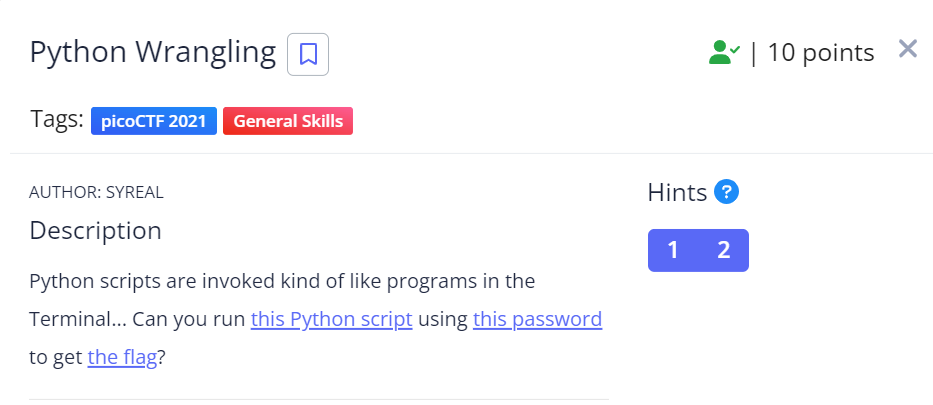 Python Wrangling
| 10 points
Tags: picoCTF 2021 General Skills
AUTHOR: SYREAL
Hints ?
Description
1 2
Python scripts are invoked kind of like programs in the
Terminal... Can you run this Python script using this password
to get the flag?